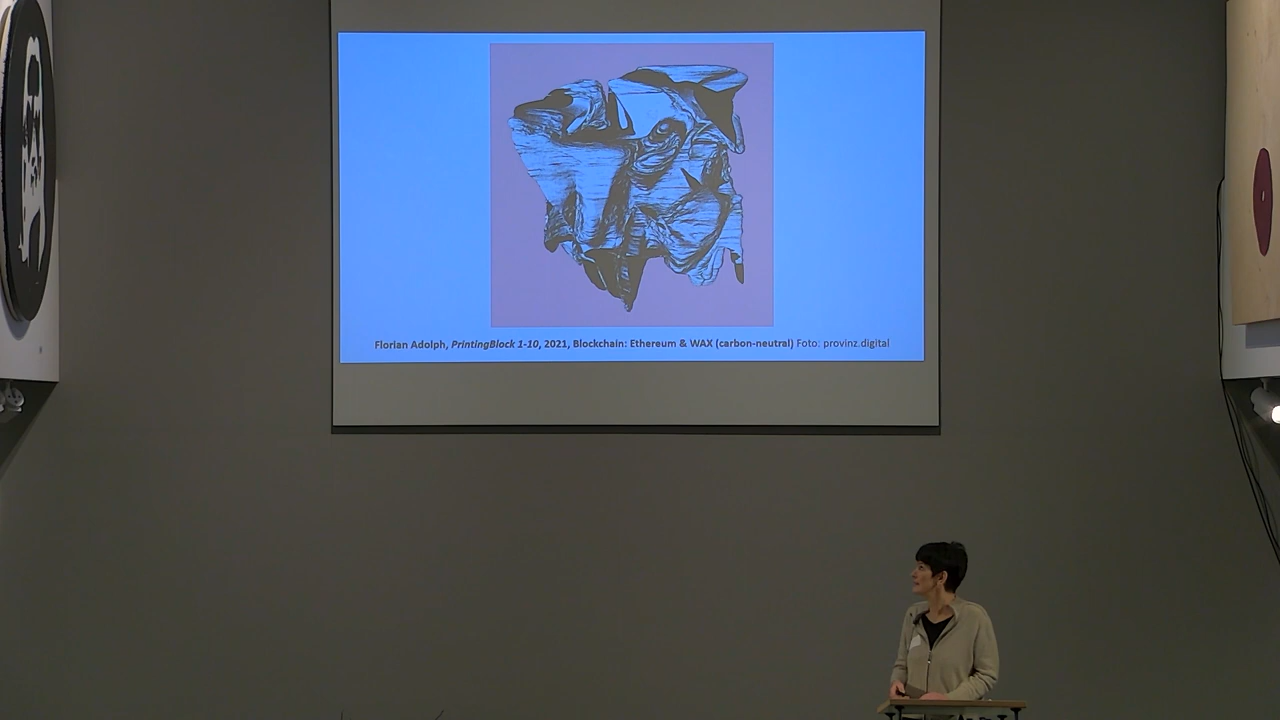 Florian Adolph, PrintingBlock 1-10, 2021, Blockchain: Ethereum & WAX (carbon-neutral) Foto: provinz.digital